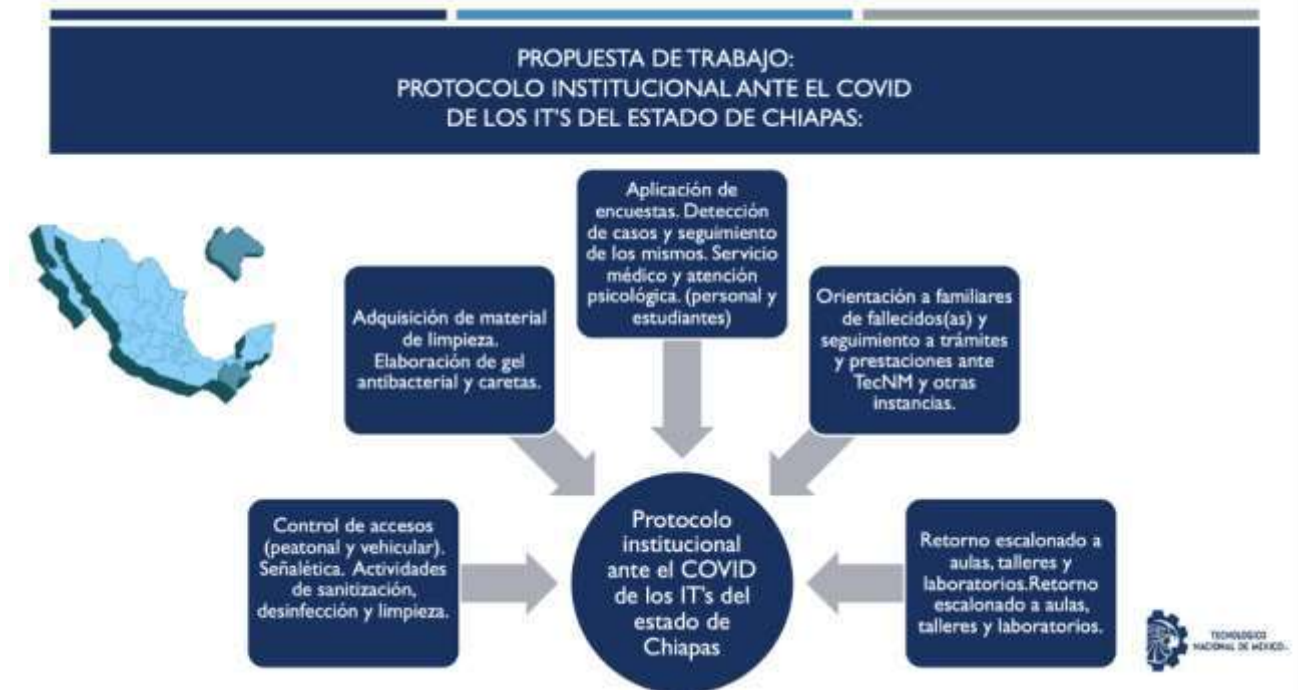 PROPUESTA DE TRABAJO:
PROTOCOLO INSTITUCIONAL ANTE EL COVID
DE LOS IT'S DEL ESTADO DE CHIAPAS:
Aplicación de
encuestas. Detección
de casos y seguimiento
de los mismos. Servicio
médico y atención
psicológica. (personal y
estudiantes)
Adquisición de material
de limpieza.
Elaboración de gel
antibacterial y caretas.
Orientación a familiares
de fallecidos(as) y
seguimiento a trámites
y prestaciones ante
TecNM y otras
instancias.
Control de accesos
(peatonal y vehicular).
Señalética. Actividades
de sanitización,
desinfección y limpieza.
Protocolo
institucional
ante el COVID
de los IT's del
estado de
Chiapas
Retorno escalonado a
aulas, talleres y
laboratorios.Retorno
escalonado a aulas,
talleres y laboratorios.
TECNOLÓGICO
NACIONAL DE MÉXICO